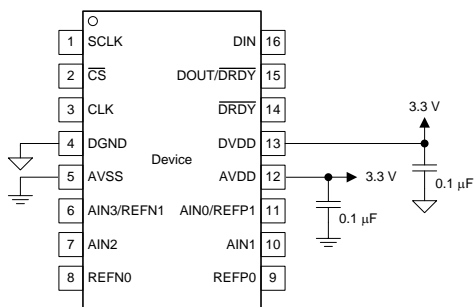 1 SCLK DIN 16
2 CS DOUT/DRDY 15
3 CLK DRDY 14
3.3 V
4 DGND DVDD 13
Device
5 AVSS AVDD 12 3.3 V
0.1 μF
6 AIN3/REFN1 AIN0/REFP1 11
0.1 μF
7 AIN2 AIN1 10
8 REFN0 REFP0 9